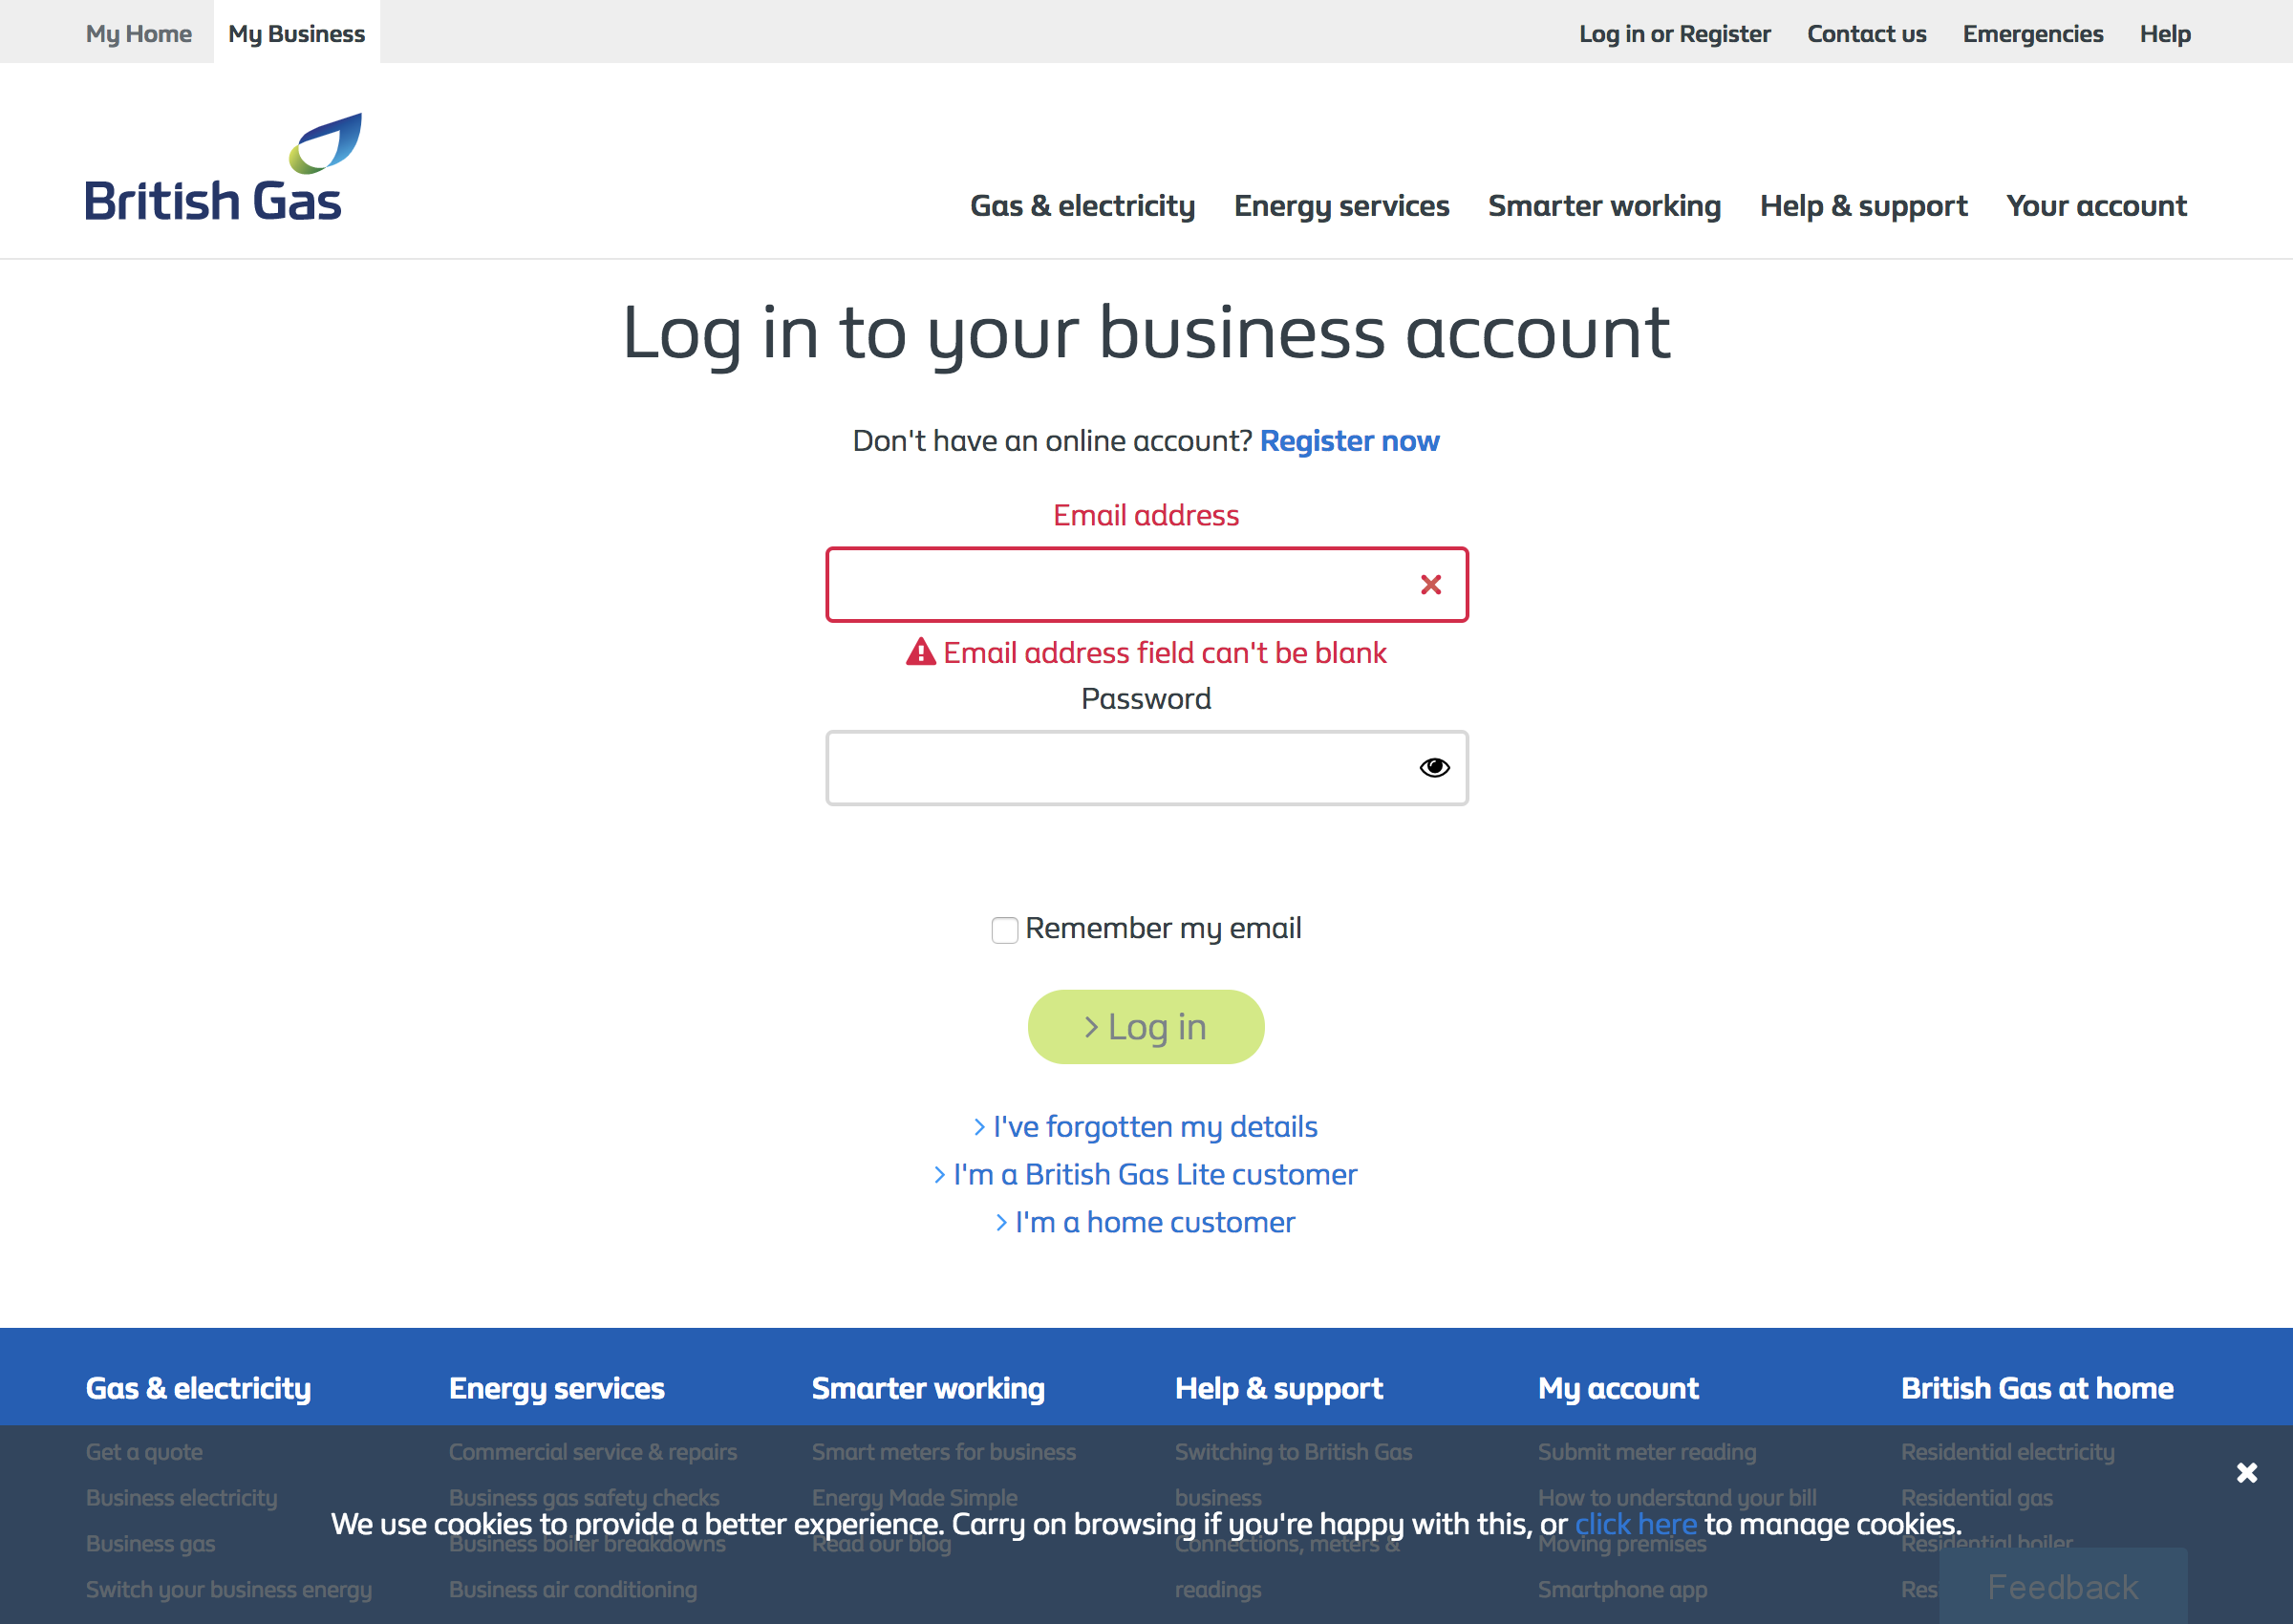 My Home
My Business
Log in or Register
Contact us
Emergencies
Help
British Gas
Gas & electricity
Energy services
Smarter working
Help & support
Your account
Log in to your business account
Don't have an online account? Register now
Email address
Email address field can't be blank
Password
Remember my email
Log in
I've forgotten my details
I'm a British Gas Lite customer
I'm a home customer
Gas & electricity
Energy services
Smarter working
Help & support
My account
British Gas at home
Get a quote
Commercial service & repairs
Smart meters for business
Switching to British Gas
Submit meter reading
Residential electricity
Business electricity
Business gas safety checks
Energy Made Simple
business
How to understand your bill
Residential gas
We use cookies to provide a better experience. Carry on browsing if you're happy with this, or click here to manage cookies.
Business gas
Business boiler breakdowns
Read our blog
Connections, meters &
Moving premises
Residential boiler
Switch your business energy
Business air conditioning
readings
Smartphone app
Res
Feedback